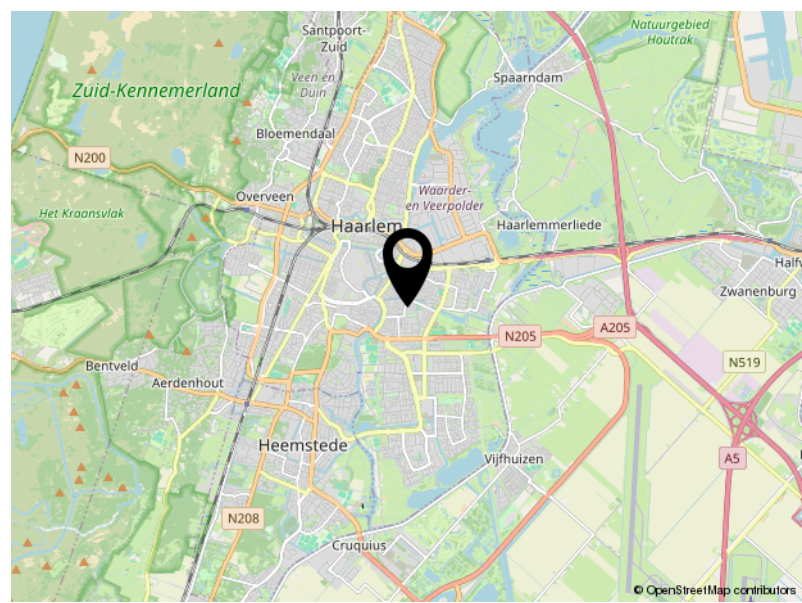 Natuurgebied
Houtrak
Santpoort-
Zuid
Spaarndam
Veen en
Duin
Zuid-Kennemerland
Bloemendaal
N200
Waarder-
en Veerpolder
Overveen
Het Kraansvlak
Haarlem
Haarlemmerliede
Halfw
Zwanenburg
A205
N205
N519
Bentveld
Aerdenhout
Heemstede
Vijfhuizen
A5
N208
Cruquius
© OpenStreetMap contributors